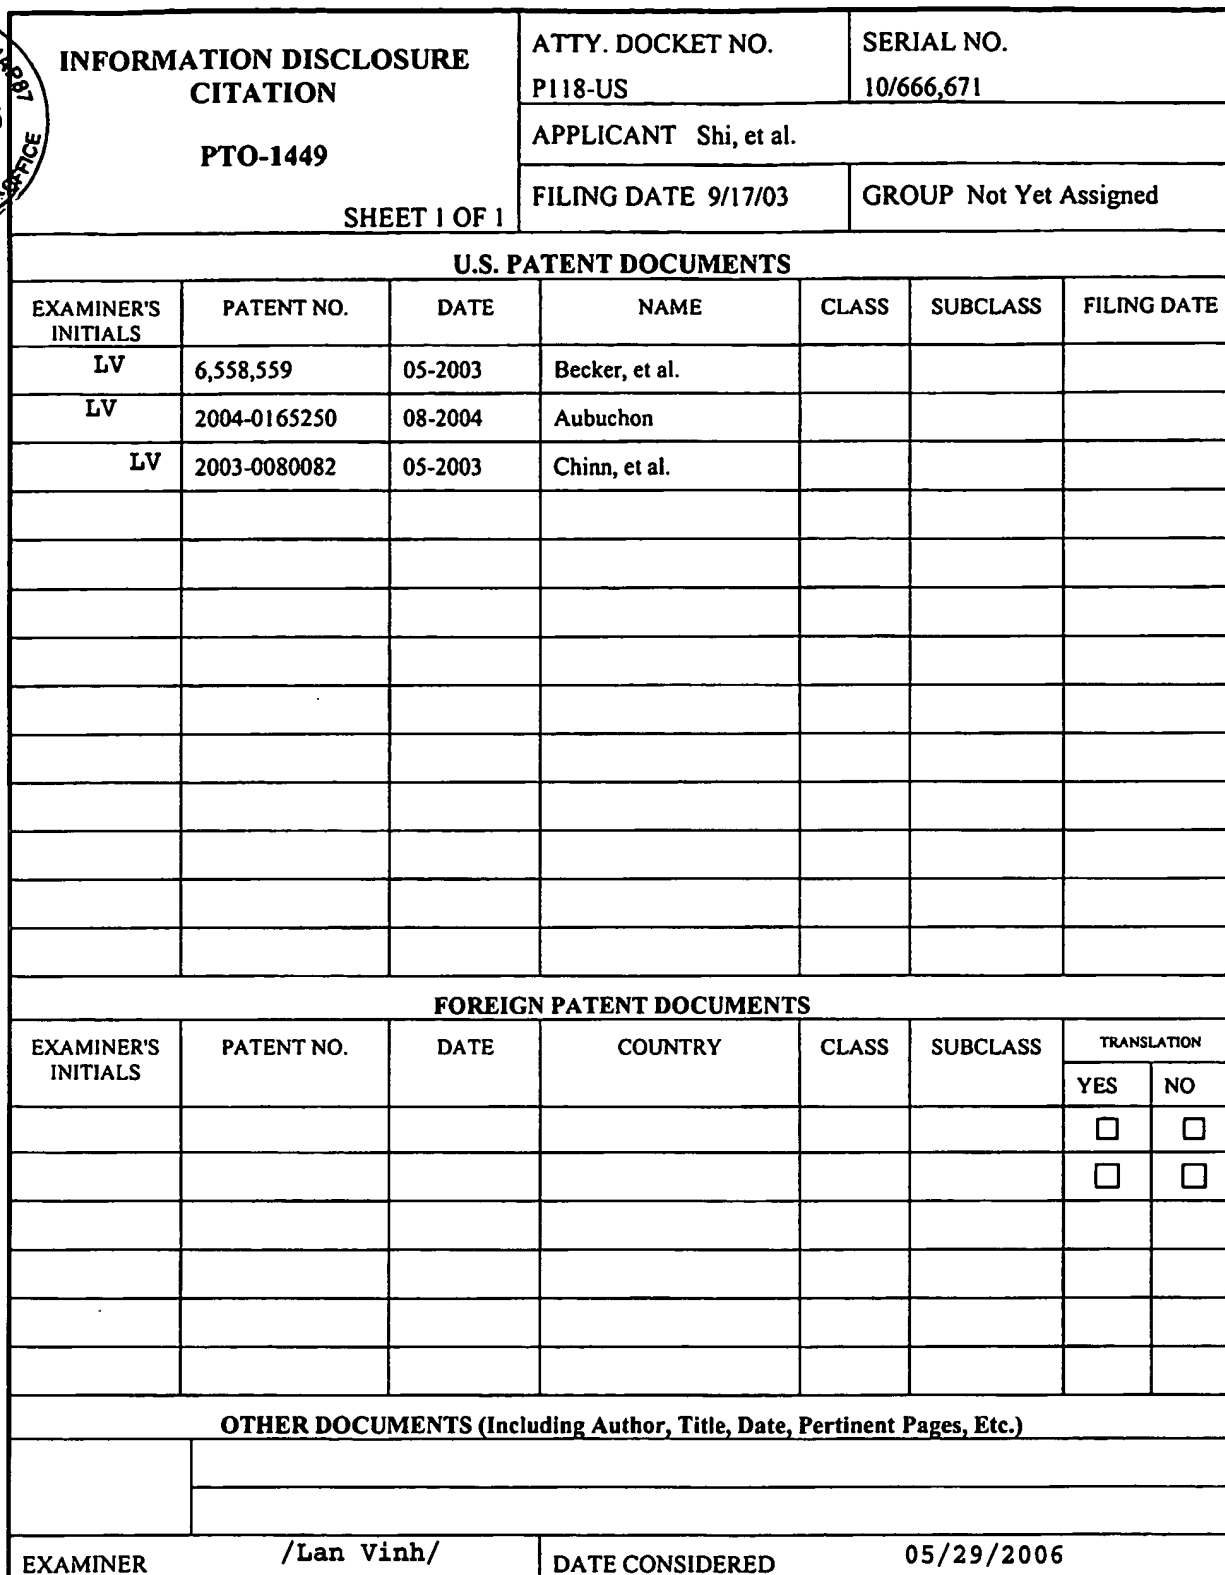 INFORMATION DISCLOSURE
CITATION
PTO-1449
SHEET 1 OF 1
ATTY. DOCKET NO.
P118-US
SERIAL NO.
10/666,671
APPLICANT Shi, et al.
FILING DATE 9/17/03
GROUP Not Yet Assigned
OFFICE
U.S. PATENT DOCUMENTS
EXAMINER'S INITIALS PATENT NO. DATE NAME CLASS SUBCLASS FILING DATE
LV 6,558,559 05-2003 Becker, et al.
LV 2004-0165250 08-2004 Aubuchon
LV 2003-0080082 05-2003 Chinn, et al.
FOREIGN PATENT DOCUMENTS
EXAMINER'S INITIALS PATENT NO. DATE COUNTRY CLASS SUBCLASS TRANSLATION
YES NO
OTHER DOCUMENTS (Including Author, Title, Date, Pertinent Pages, Etc.)
EXAMINER /Lan Vinh/ DATE CONSIDERED 05/29/2006